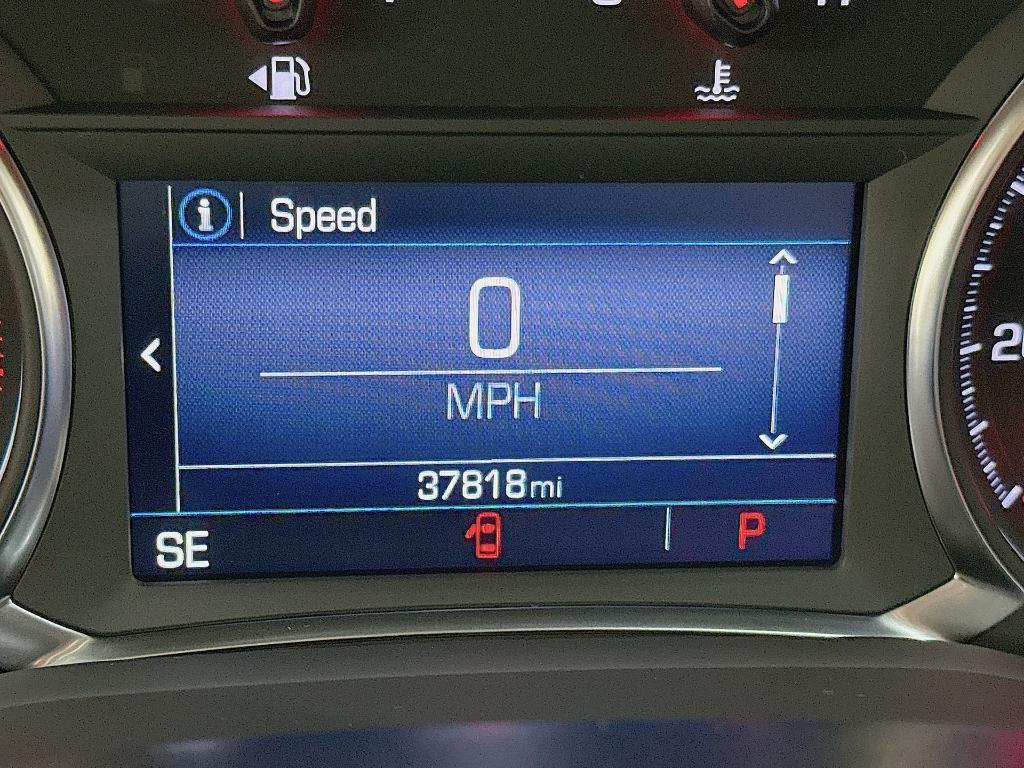 Speed
0
MPH
37818mi
SE
P